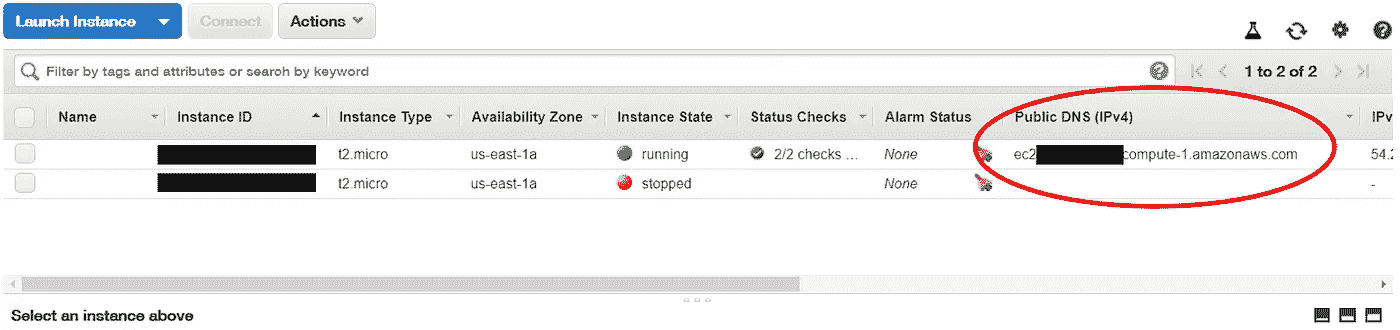 Launch Instance Connect Actions
Filter by tags and attributes or search by keyword 1 to 2 of 2
Name Instance ID Instance Type Availability Zone Instance State Status Checks Alarm Status Public DNS (IPv4) IPv
t2.micro us-east-1a running 2/2 checks ... None ec2 compute-1.amazonaws.com 54.2
t2.micro us-east-1a stopped None -
Select an instance above